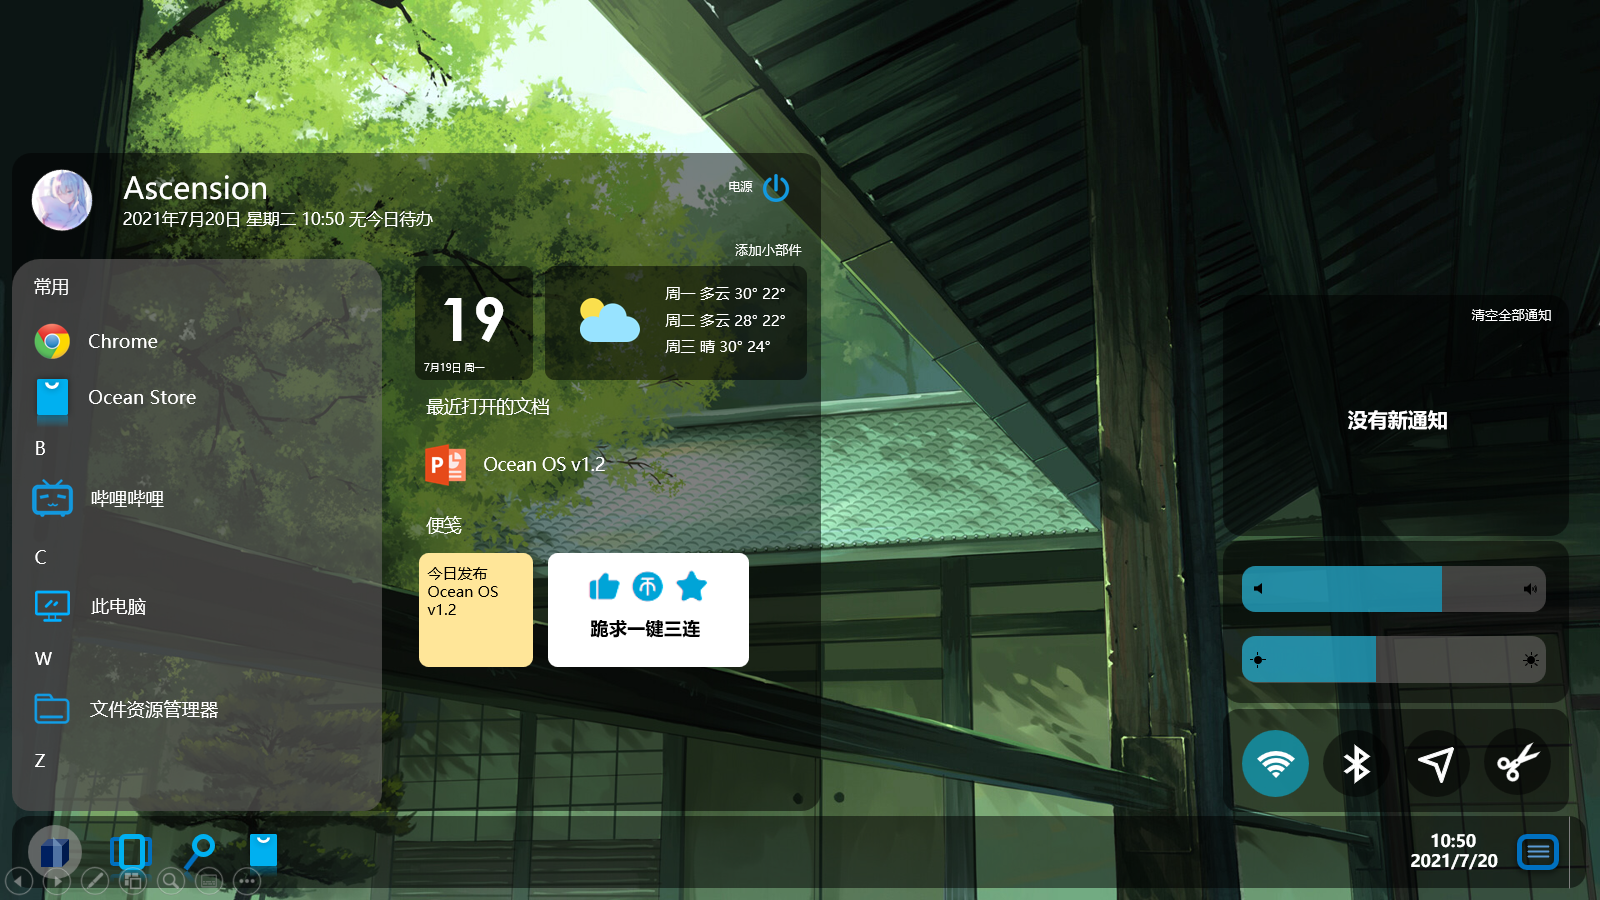 Ascension
2021年7月20日 星期二 10:50 无今日待办
电源
添加小部件
常用
Chrome
Ocean Store
B
哔哩哔哩
C
此电脑
W
文件资源管理器
Z
19
7月19日 周一
周一 多云 30° 22°
周二 多云 28° 22°
周三 晴 30° 24°
最近打开的文档
P
Ocean OS v1.2
便笺
今日发布
Ocean OS
v1.2
币
跪求一键三连
清空全部通知
没有新通知
10:50
2021/7/20